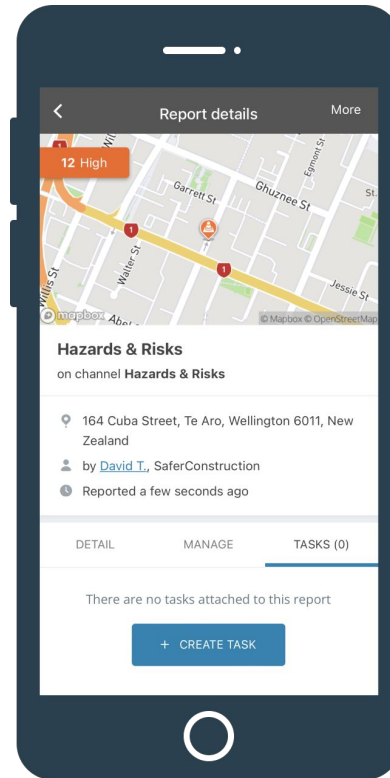 Report details
More
12 High
Wil
1
Garrett St
Ghuznee St
Egmont St
St.
1
Walter St
1
Willis St
Jessie St
Abel
mapbox
© Mapbox © OpenStreetMap
Hazards & Risks
on channel Hazards & Risks
164 Cuba Street, Te Aro, Wellington 6011, New
Zealand
by David T., SaferConstruction
Reported a few seconds ago
DETAIL
MANAGE
TASKS (0)
There are no tasks attached to this report
+ CREATE TASK